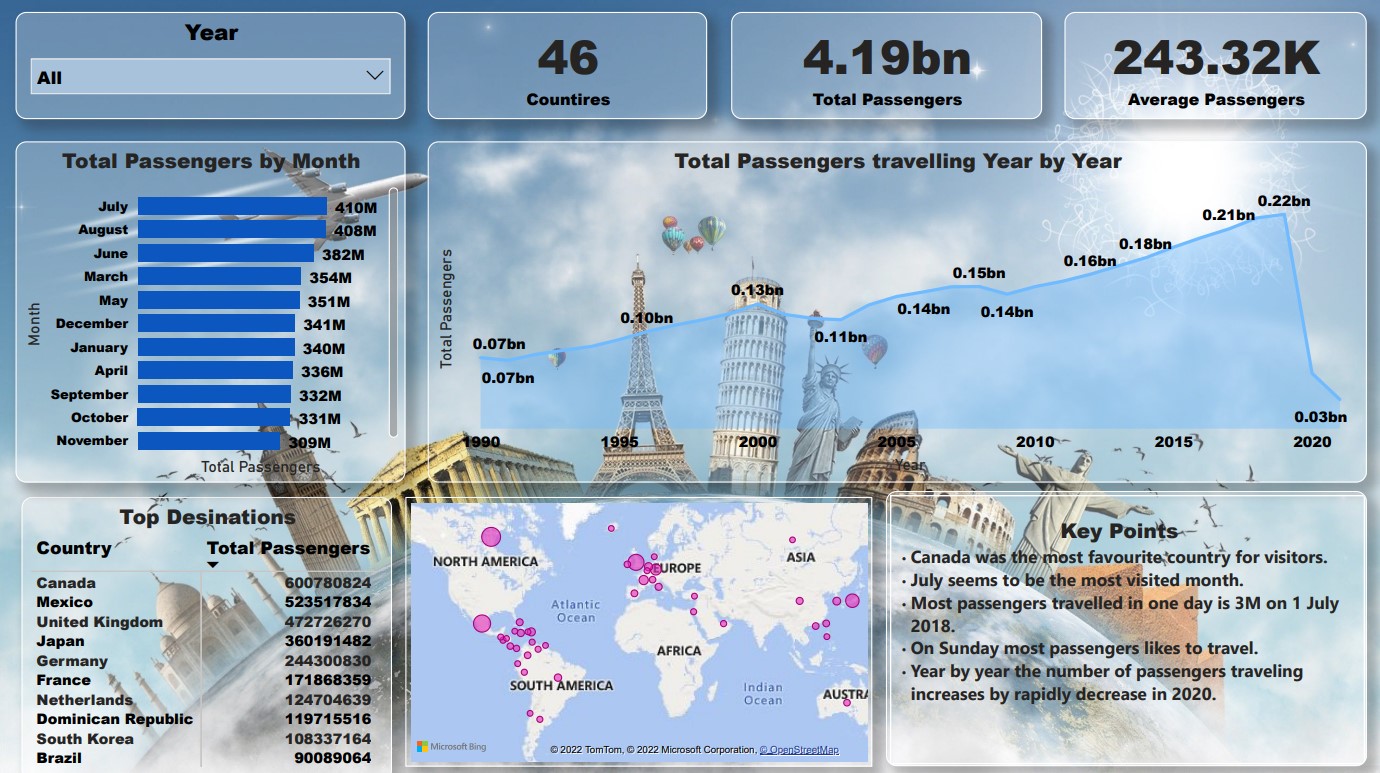 Year
All
46
Countires
4.19bn
Total Passengers
243.32K
Average Passengers
Total Passengers by Month
Month
July 410M
August 408M
June 382M
March 354M
May 351M
December 341M
January 340M
April 336M
September 332M
October 331M
November 309M
Total Passengers
Total Passengers travelling Year by Year
Total Passengers
0.07bn
0.07bn
0.10bn
0.13bn
0.11bn
0.14bn
0.15bn
0.14bn
0.16bn
0.18bn
0.21bn
0.22bn
0.03bn
1990 1995 2000 2005 2010 2015 2020
Year
Top Desinations
Country Total Passengers
Canada 600780824
Mexico 523517834
United Kingdom 472726270
Japan 360191482
Germany 244300830
France 171868359
Netherlands 124704639
Dominican Republic 119715516
South Korea 108337164
Brazil 90089064
NORTH AMERICA
EUROPE
ASIA
Atlantic
Ocean
AFRICA
SOUTH AMERICA
Indian
Ocean
AUSTRA
Microsoft Bing
© 2022 TomTom, © 2022 Microsoft Corporation, © OpenStreetMap
Key Points
· Canada was the most favourite country for visitors.
· July seems to be the most visited month.
· Most passengers travelled in one day is 3M on 1 July
2018.
· On Sunday most passengers likes to travel.
· Year by year the number of passengers traveling
increases by rapidly decrease in 2020.